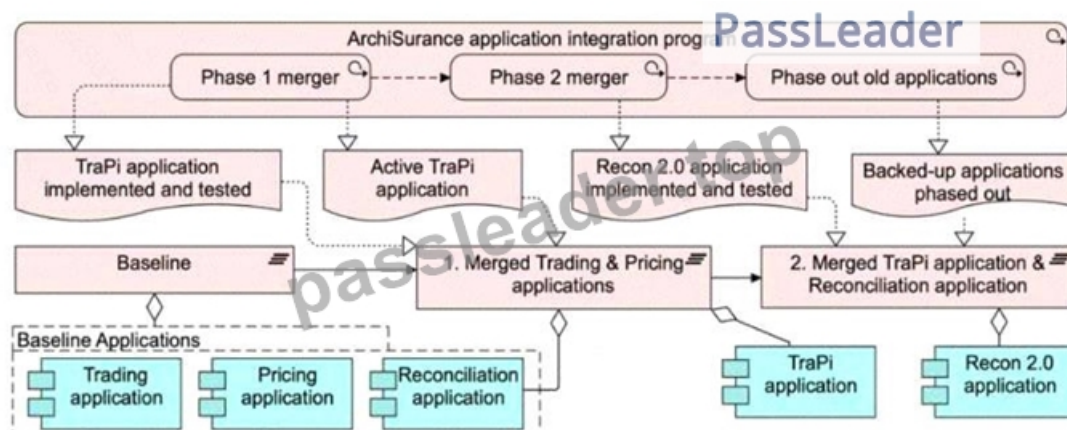 PassLeader
ArchiSurance application integration program
Phase 1 merger
Phase 2 merger
Phase out old applications
TraPi application
implemented and tested
Active TraPi
application
Recon 2.0 application
implemented and tested
Backed-up applications
phased out
Baseline
1. Merged Trading & Pricing
applications
2. Merged TraPi application &
Reconciliation application
Baseline Applications
Trading
application
Pricing
application
Reconciliation
application
TraPi
application
Recon 2.0
application
passleader.top